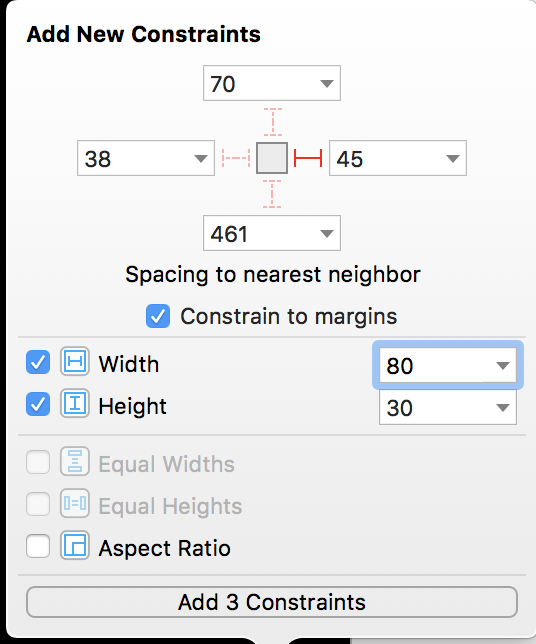 Add New Constraints
70
38
45
461
Spacing to nearest neighbor
Constrain to margins
Width
80
Height
30
Equal Widths
Equal Heights
Aspect Ratio
Add 3 Constraints